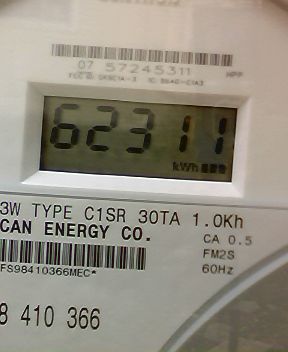 07 57245311 HPP
62311
kWh
3W TYPE C1SR 30TA 1.0Kh
CAN ENERGY CO. CA 0.5
FM2S
FS98410366MEC* 60Hz
8 410 366